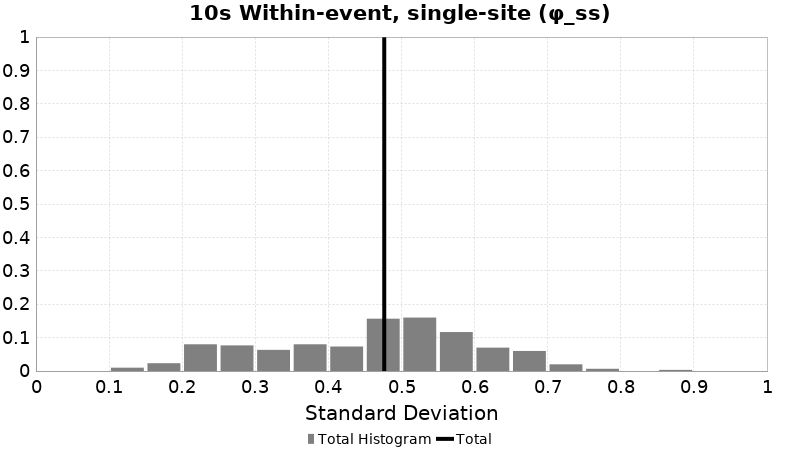 10s Within-event, single-site (φ_ss)
1
0.9
0.8
0.7
0.6
0.5
0.4
0.3
0.2
0.1
0
0 0.1 0.2 0.3 0.4 0.5 0.6 0.7 0.8 0.9 1
Standard Deviation
Total Histogram Total